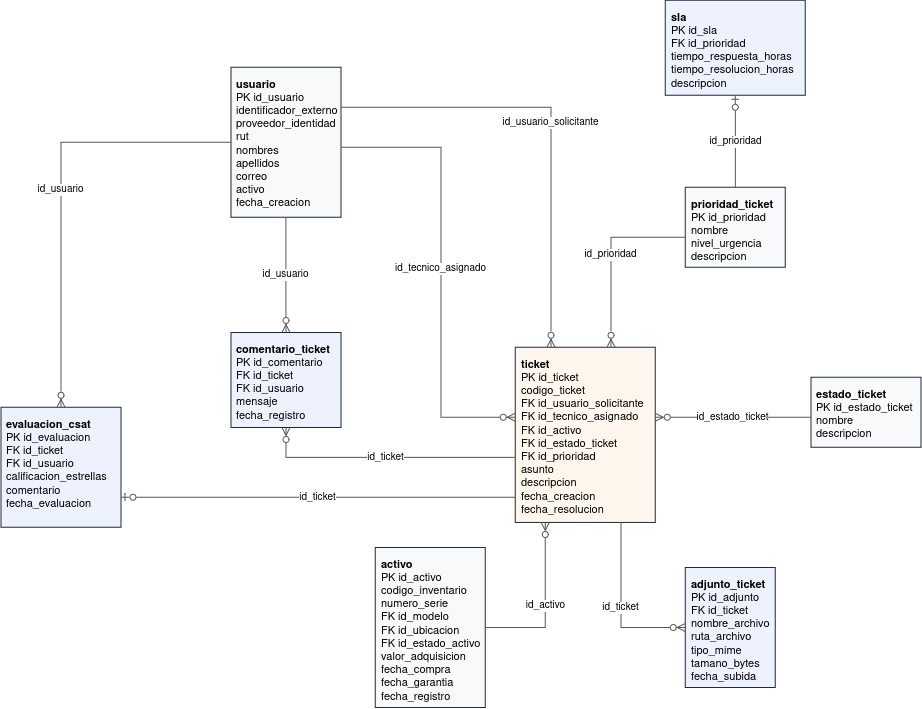 sla
PK id_sla
FK id_prioridad
tiempo_respuesta_horas
tiempo_resolucion_horas
descripcion
usuario
PK id_usuario
identificador_externo
proveedor_identidad
rut
nombres
apellidos
correo
activo
fecha_creacion
id_usuario_solicitante
id_prioridad
id_usuario
prioridad_ticket
PK id_prioridad
nombre
nivel_urgencia
descripcion
id_prioridad
id_tecnico_asignado
id_usuario
comentario_ticket
PK id_comentario
FK id_ticket
FK id_usuario
mensaje
fecha_registro
ticket
PK id_ticket
codigo_ticket
FK id_usuario_solicitante
FK id_tecnico_asignado
FK id_activo
FK id_estado_ticket
FK id_prioridad
asunto
descripcion
fecha_creacion
fecha_resolucion
id_estado_ticket
estado_ticket
PK id_estado_ticket
nombre
descripcion
evaluacion_csat
PK id_evaluacion
FK id_ticket
FK id_usuario
calificacion_estrellas
comentario
fecha_evaluacion
id_ticket
id_ticket
activo
PK id_activo
codigo_inventario
numero_serie
FK id_modelo
FK id_ubicacion
FK id_estado_activo
valor_adquisicion
fecha_compra
fecha_garantia
fecha_registro
id_activo
id_ticket
adjunto_ticket
PK id_adjunto
FK id_ticket
nombre_archivo
ruta_archivo
tipo_mime
tamano_bytes
fecha_subida